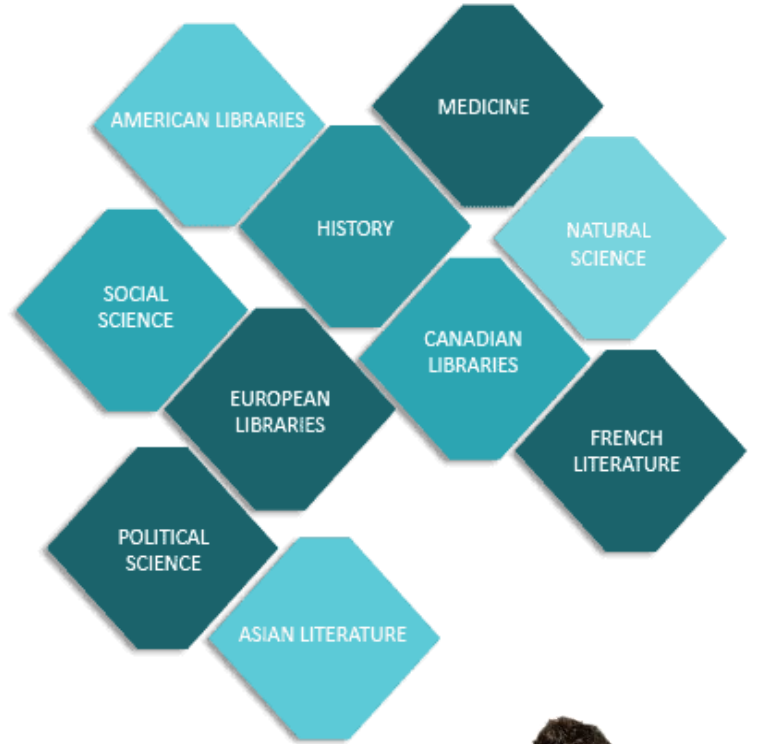 MEDICINE
AMERICAN LIBRARIES
HISTORY
NATURAL
SCIENCE
SOCIAL
SCIENCE
CANADIAN
LIBRARIES
EUROPEAN
LIBRARIES
FRENCH
LITERATURE
POLITICAL
SCIENCE
ASIAN LITERATURE